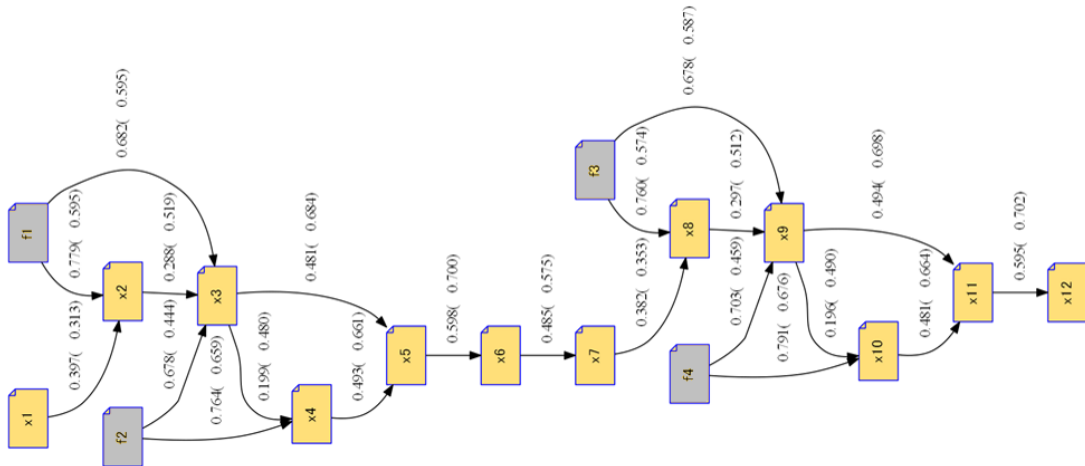 f1
0.682( 0.595)
0.779( 0.595)
x1
x2
0.397( 0.313)
0.288( 0.519)
x3
f2
0.678( 0.444)
0.764( 0.659)
0.199( 0.480)
0.481( 0.684)
x4
0.493( 0.661)
x5
0.598( 0.700)
x6
0.485( 0.575)
x7
f3
0.678( 0.587)
0.760( 0.574)
0.382( 0.353)
x8
0.297( 0.512)
x9
f4
0.703( 0.459)
0.791( 0.676)
0.196( 0.490)
0.494( 0.698)
x10
0.481( 0.664)
x11
0.595( 0.702)
x12